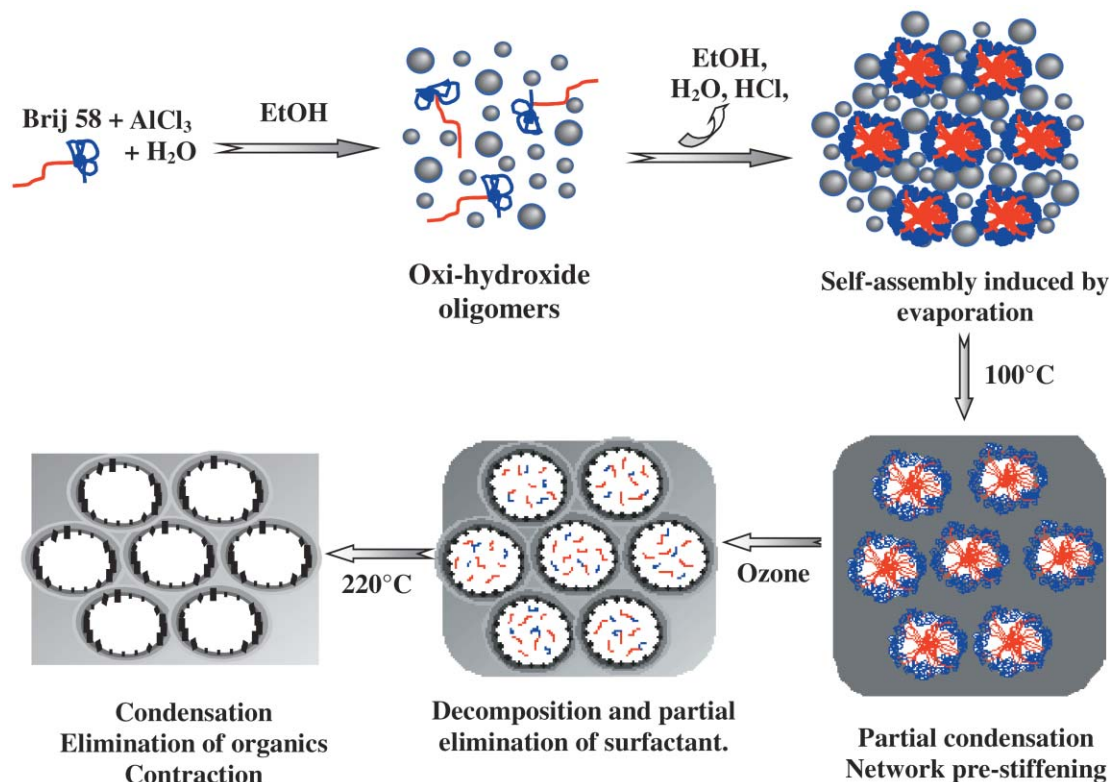 Brij 58 + AlCl3
+ H2O
EtOH
EtOH,
H2O, HCl,
Oxi-hydroxide
oligomers
Self-assembly induced by
evaporation
100°C
Ozone
220°C
Condensation
Elimination of organics
Contraction
Decomposition and partial
elimination of surfactant.
Partial condensation
Network pre-stiffening